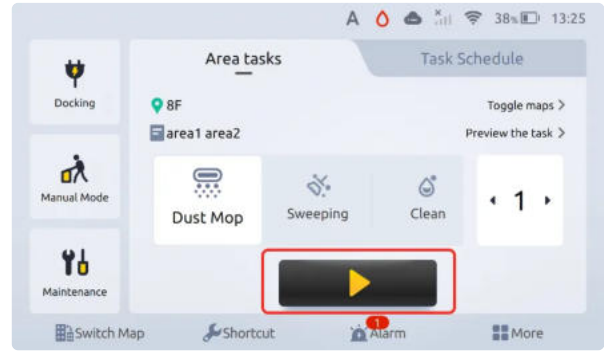 A 38% 13:25
Area tasks Task Schedule
Docking
8F Toggle maps >
area1 area2 Preview the task >
Manual Mode
Dust Mop Sweeping Clean 1
Maintenance
Switch Map Shortcut 1 Alarm More